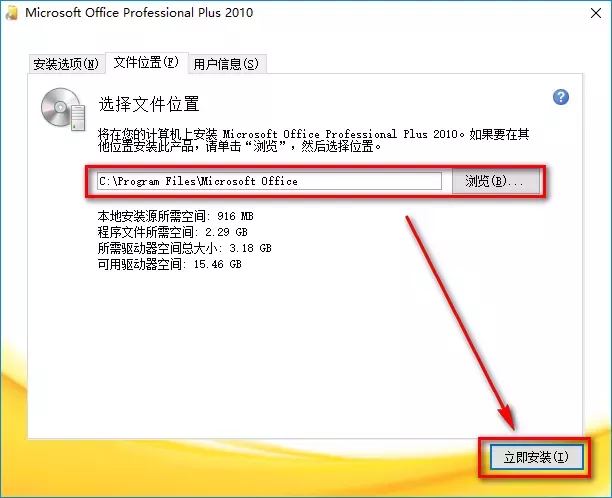 Microsoft Office Professional Plus 2010
安装选项(N) 文件位置(F) 用户信息(S)
选择文件位置
将在您的计算机上安装 Microsoft Office Professional Plus 2010。如果要在其
他位置安装此产品，请单击“浏览”，然后选择位置。
C:\Program Files\Microsoft Office 浏览(B)...
本地安装源所需空间: 916 MB
程序文件所需空间: 2.29 GB
所需驱动器空间总大小: 3.18 GB
可用驱动器空间: 15.46 GB
立即安装(I)